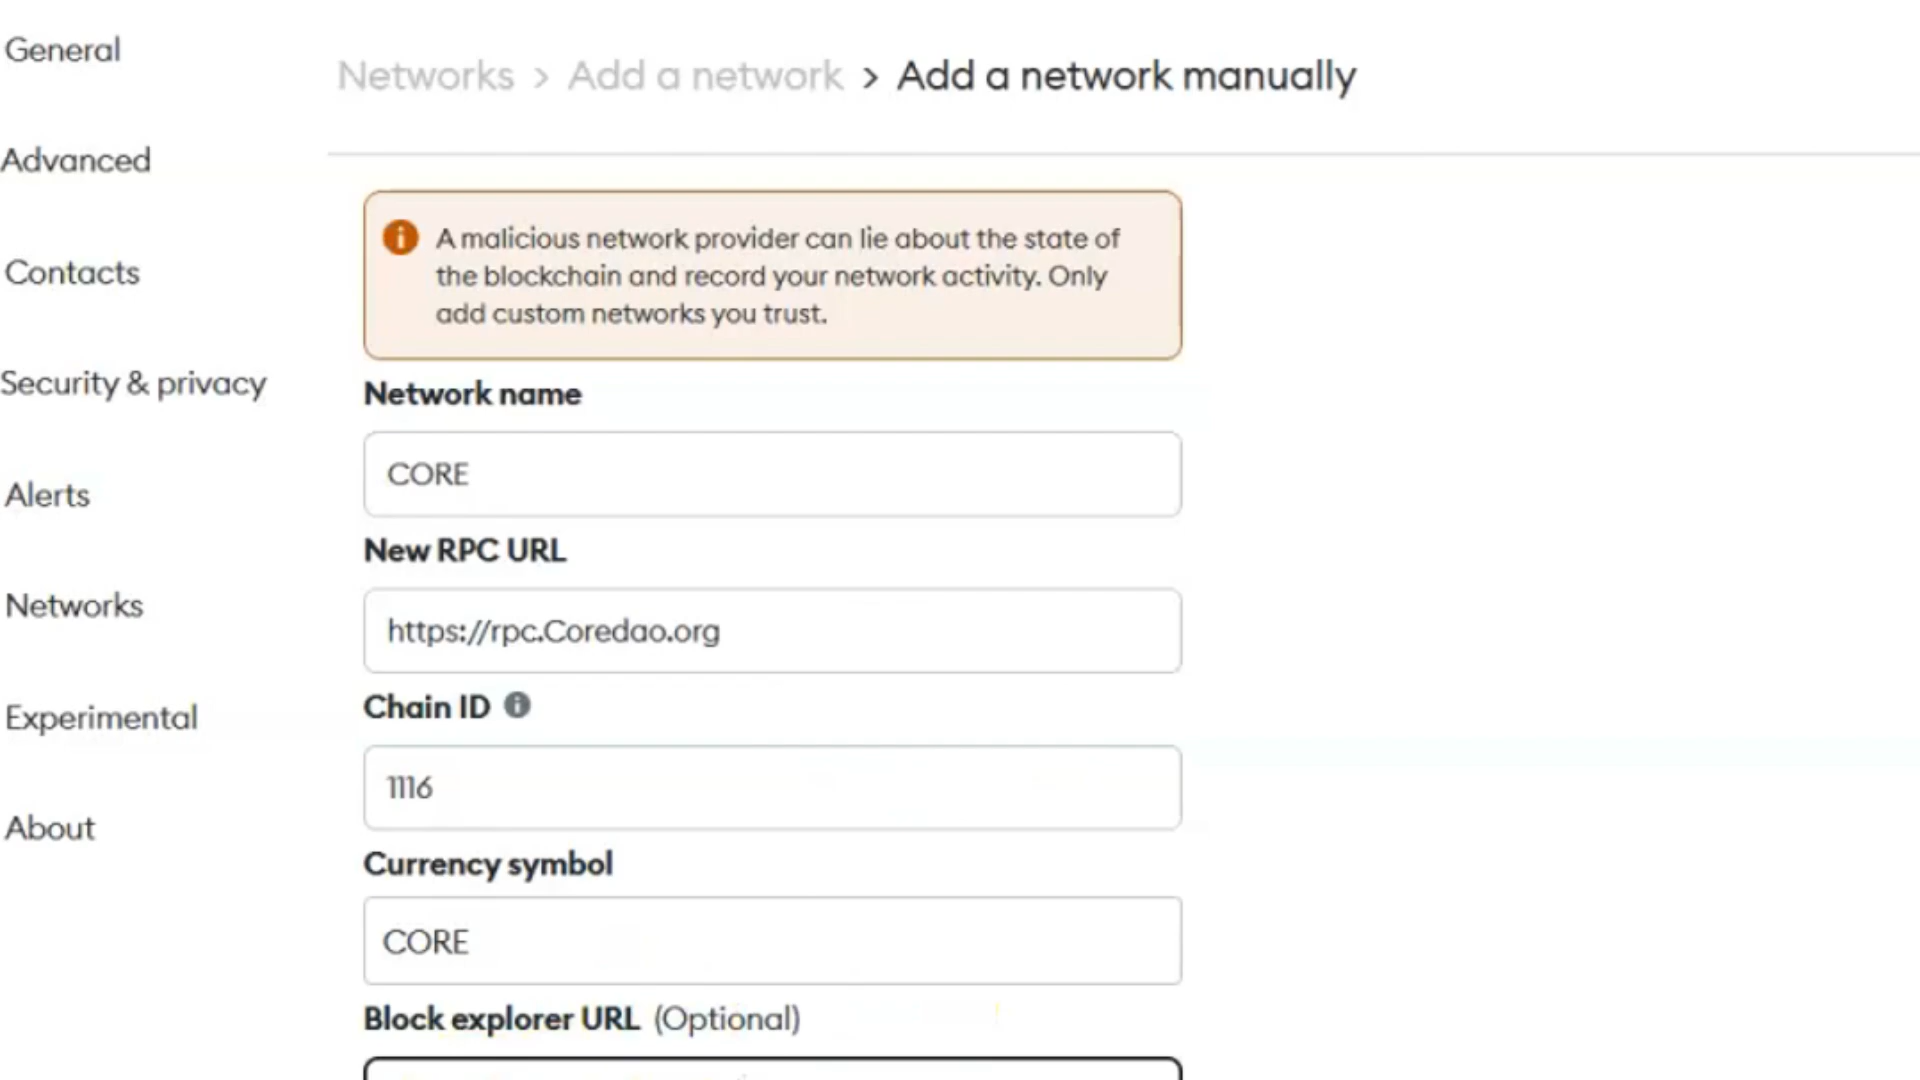 General
Advanced
Contacts
Security & privacy
Alerts
Networks
Experimental
About
Networks > Add a network > Add a network manually
A malicious network provider can lie about the state of
the blockchain and record your network activity. Only
add custom networks you trust.
Network name
CORE
New RPC URL
https://rpc.Coredao.org
Chain ID
1116
Currency symbol
CORE
Block explorer URL (Optional)